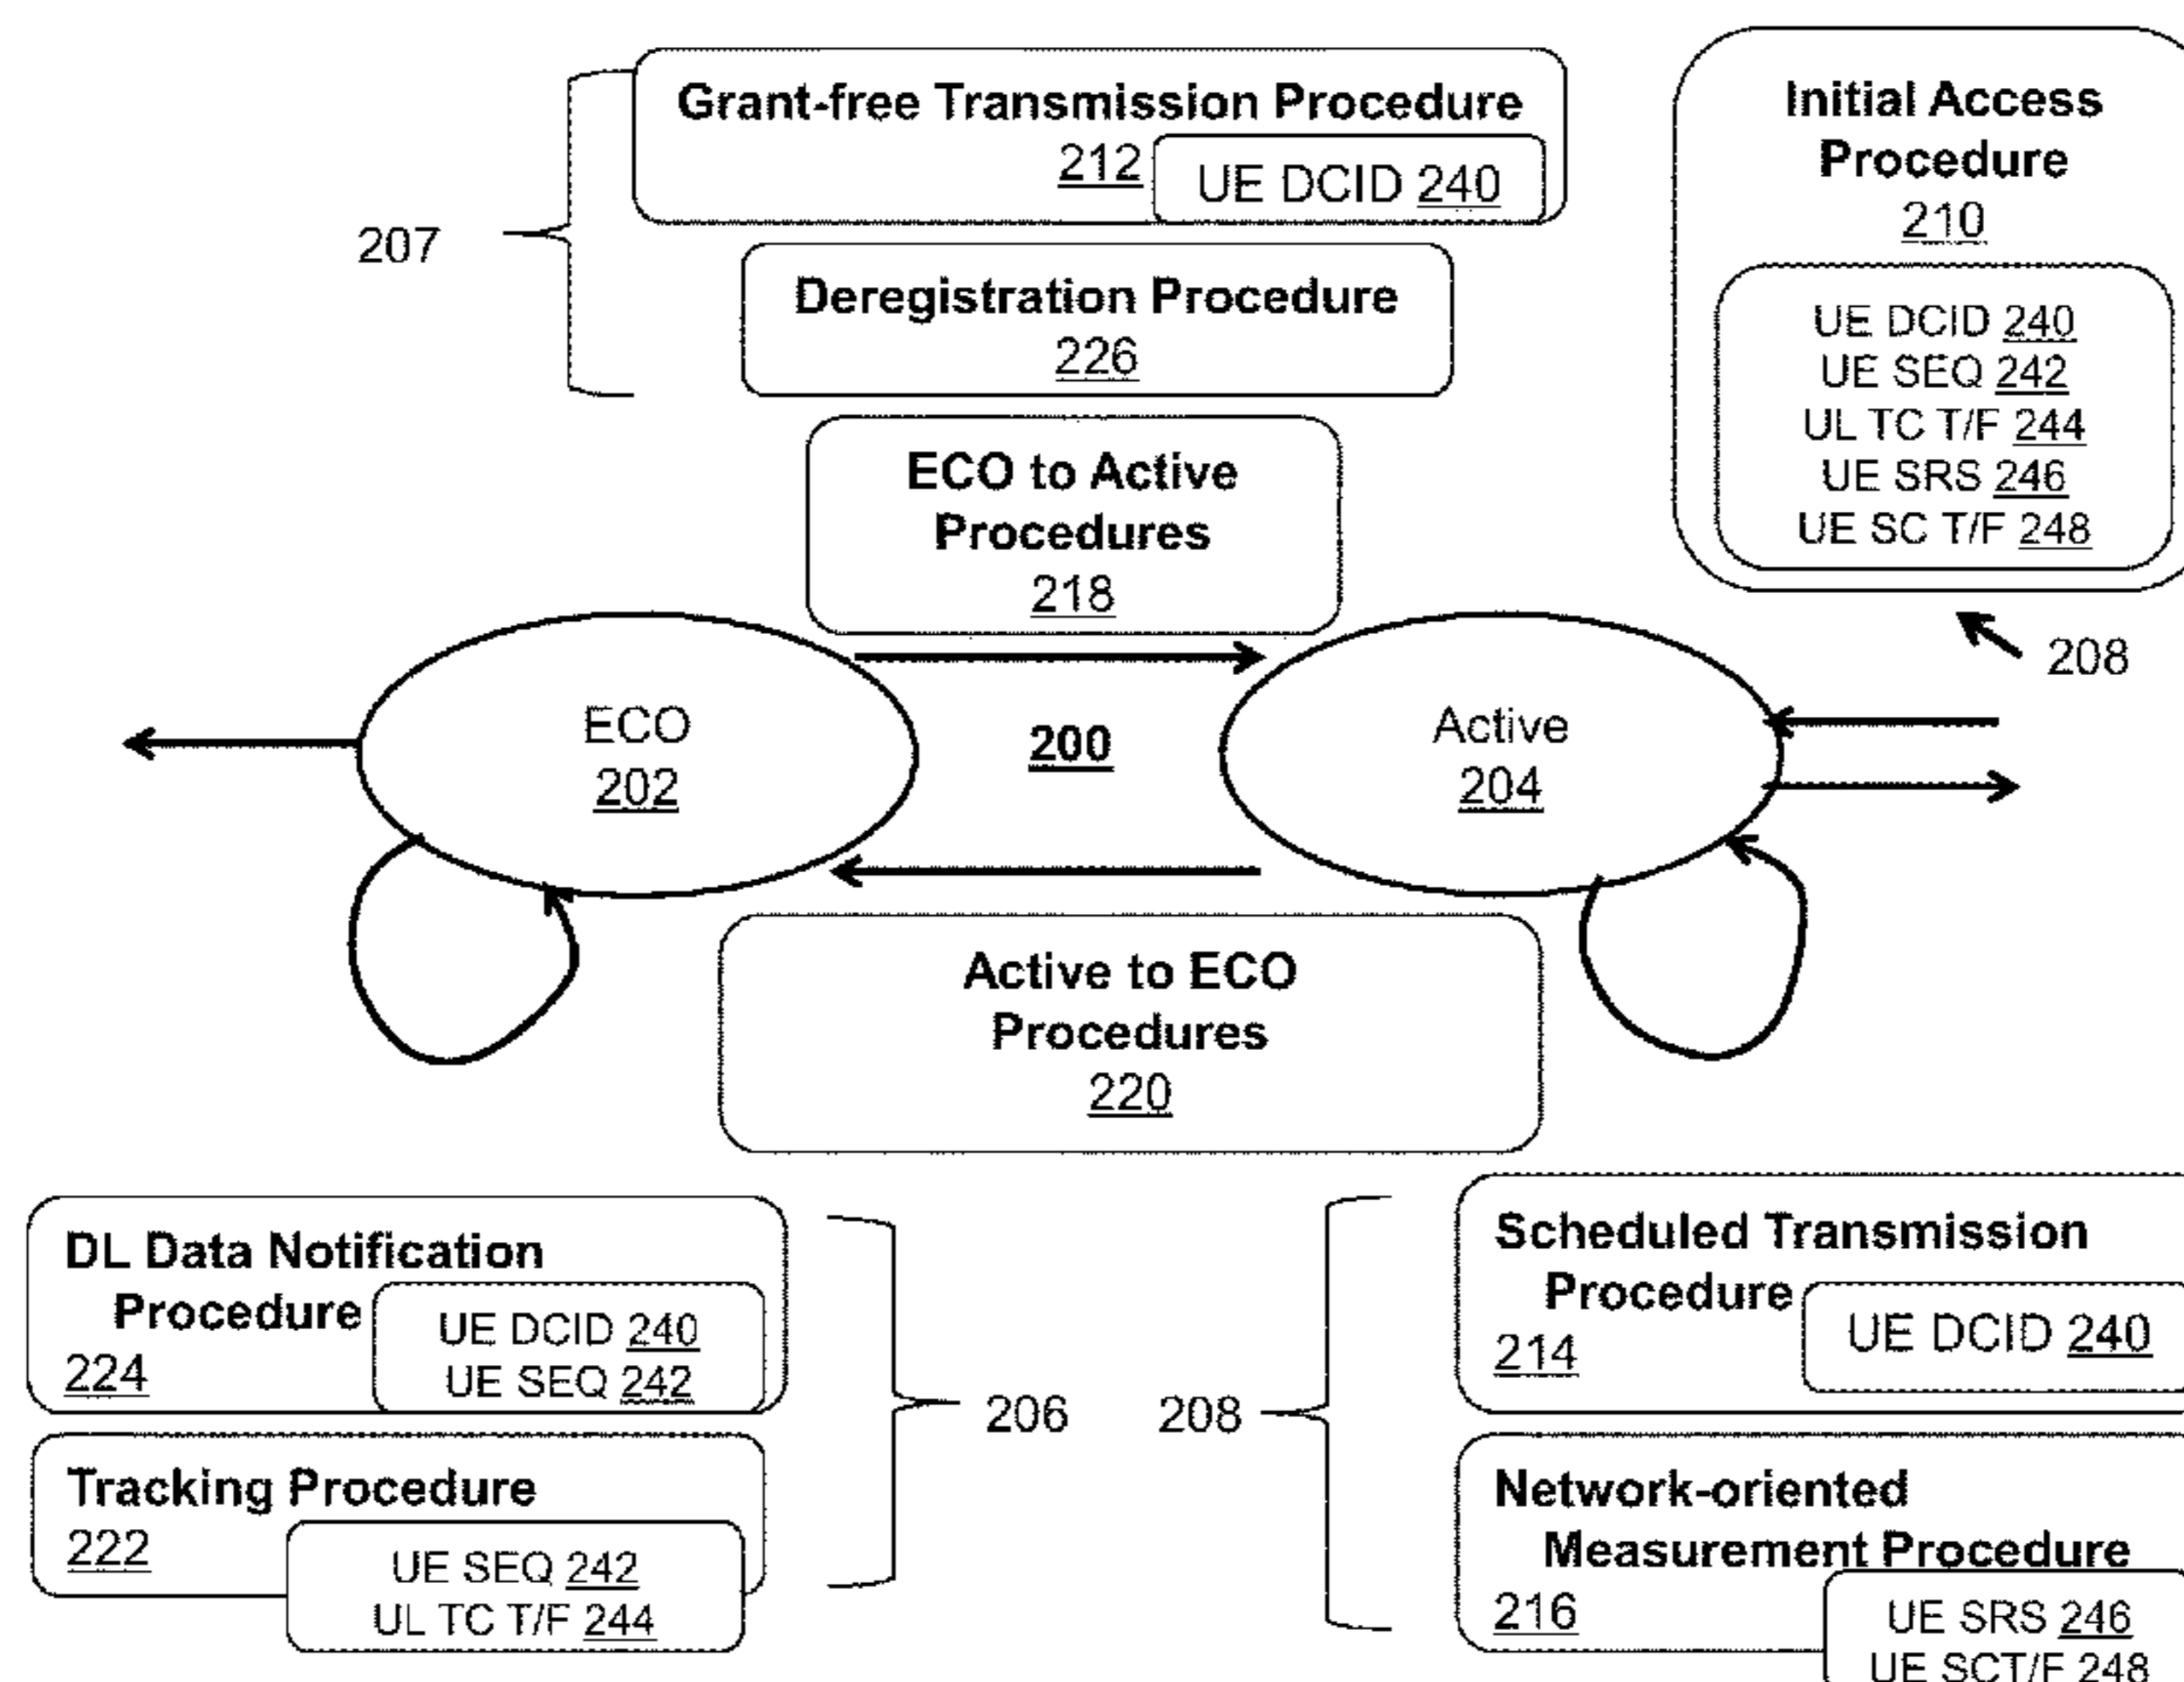 Grant-free Transmission Procedure
212
UE DCID 240
207
Deregistration Procedure
226
Initial Access
Procedure
210
UE DCID 240
UE SEQ 242
UL TC T/F 244
UE SRS 246
UE SC T/F 248
208
ECO to Active
Procedures
218
ECO
202
200
Active
204
Active to ECO
Procedures
220
DL Data Notification
Procedure
224
UE DCID 240
UE SEQ 242
Tracking Procedure
222
UE SEQ 242
UL TC T/F 244
206
208
Scheduled Transmission
Procedure
214
UE DCID 240
Network-oriented
Measurement Procedure
216
UE SRS 246
UE SCT/F 248